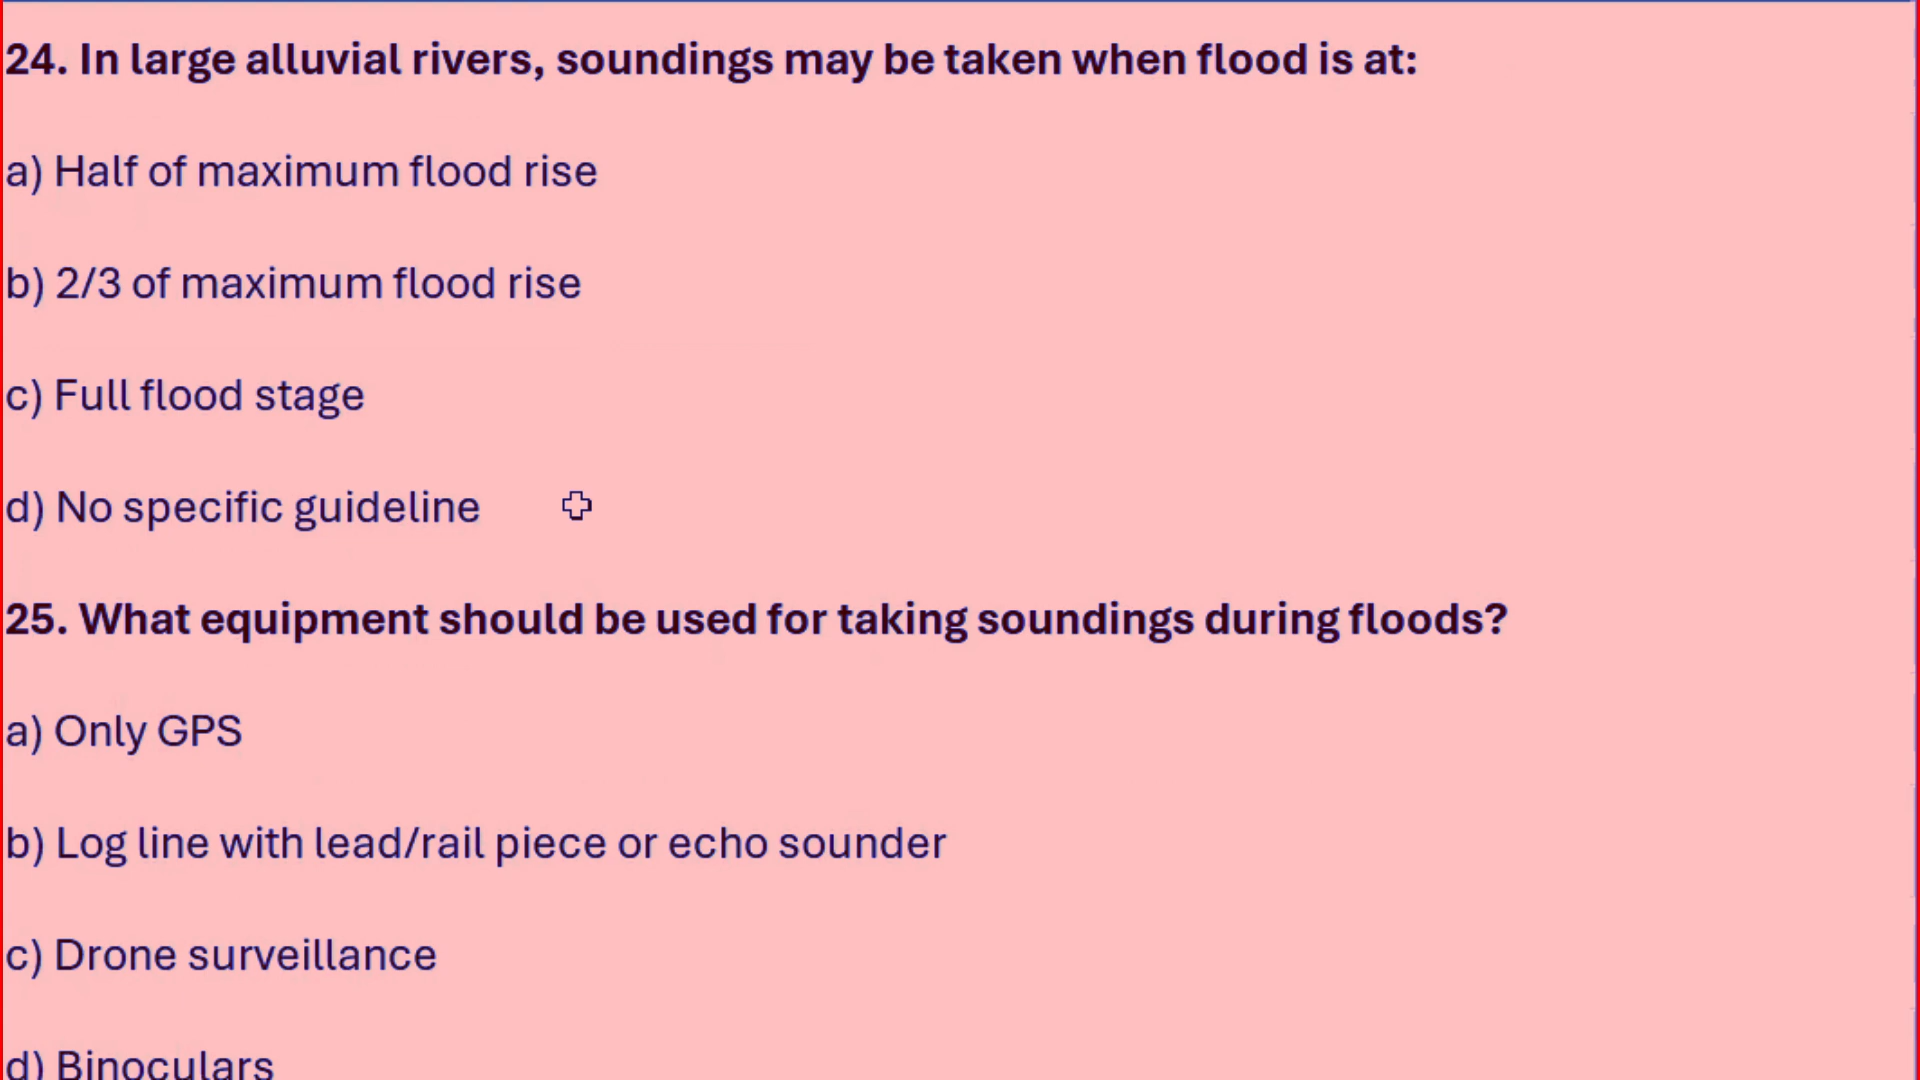 24. In large alluvial rivers, soundings may be taken when flood is at:
a) Half of maximum flood rise
b) 2/3 of maximum flood rise
c) Full flood stage
d) No specific guideline
25. What equipment should be used for taking soundings during floods?
a) Only GPS
b) Log line with lead/rail piece or echo sounder
c) Drone surveillance
d) Binoculars